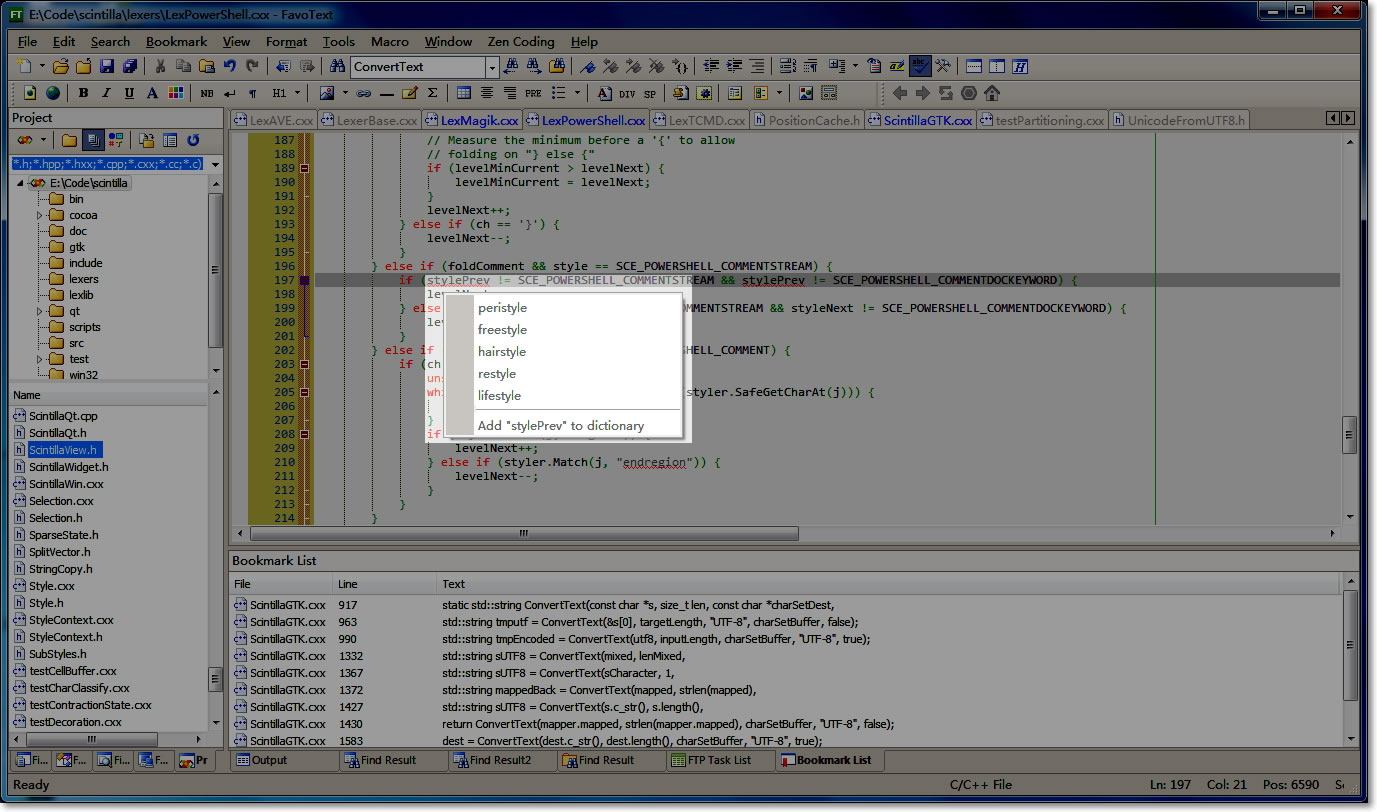 E:\Code\scintilla\lexers\LexPowerShell.cxx - FavoText
File Edit Search Bookmark View Format Tools Macro Window Zen Coding Help
ConvertText
B I U A NB H1 PRE DIV SP
Project
LexAVE.cxx LexerBase.cxx LexMagik.cxx LexPowerShell.cxx LexTCMD.cxx PositionCache.h ScintillaGTK.cxx testPartitioning.cxx UnicodeFromUTF8.h
*.h;*.hpp;*.hxx;*.cpp;*.cxx;*.cc;*.c)
E:\Code\scintilla
bin
cocoa
doc
gtk
include
lexers
lexlib
qt
scripts
src
test
win32
Name
ScintillaQt.cpp
ScintillaQt.h
ScintillaView.h
ScintillaWidget.h
ScintillaWin.cxx
Selection.cxx
Selection.h
SparseState.h
SplitVector.h
StringCopy.h
Style.cxx
Style.h
StyleContext.cxx
StyleContext.h
SubStyles.h
testCellBuffer.cxx
testCharClassify.cxx
testContractionState.cxx
testDecoration.cxx
Fi... F... Fi... F... Pr
187 // Measure the minimum before a '{' to allow
188 // folding on "} else {"
189 if (levelMinCurrent > levelNext) {
190 levelMinCurrent = levelNext;
191 }
192 levelNext++;
193 } else if (ch == '}') {
194 levelNext--;
195 }
196 } else if (foldComment && style == SCE_POWERSHELL_COMMENTSTREAM) {
197 if (stylePrev != SCE_POWERSHELL_COMMENTSTREAM && stylePrev != SCE_POWERSHELL_COMMENTDOCKEYWORD) {
198
199 } else MMENTSTREAM && styleNext != SCE_POWERSHELL_COMMENTDOCKEYWORD) {
200 le
201 }
202 } else if SHELL_COMMENT) {
203 if (ch
204 uns
205 whi (styler.SafeGetCharAt(j))) {
206
207 }
208 if
209 levelNext++;
210 } else if (styler.Match(j, "endregion")) {
211 levelNext--;
212 }
213 }
214 }
peristyle
freestyle
hairstyle
restyle
lifestyle
Add "stylePrev" to dictionary
Bookmark List
File Line Text
ScintillaGTK.cxx 917 static std::string ConvertText(const char *s, size_t len, const char *charSetDest,
ScintillaGTK.cxx 963 std::string tmputf = ConvertText(&s[0], targetLength, "UTF-8", charSetBuffer, false);
ScintillaGTK.cxx 990 std::string tmpEncoded = ConvertText(utf8, inputLength, charSetBuffer, "UTF-8", true);
ScintillaGTK.cxx 1332 std::string sUTF8 = ConvertText(mixed, lenMixed,
ScintillaGTK.cxx 1367 std::string sUTF8 = ConvertText(sCharacter, 1,
ScintillaGTK.cxx 1372 std::string mappedBack = ConvertText(mapped, strlen(mapped),
ScintillaGTK.cxx 1427 std::string sUTF8 = ConvertText(s.c_str(), s.length(),
ScintillaGTK.cxx 1430 return ConvertText(mapper.mapped, strlen(mapper.mapped), charSetBuffer, "UTF-8", false);
ScintillaGTK.cxx 1583 dest = ConvertText(dest.c_str(), dest.length(), charSetBuffer, "UTF-8", true);
Output Find Result Find Result2 Find Result FTP Task List Bookmark List
Ready C/C++ File Ln: 197 Col: 21 Pos: 6590